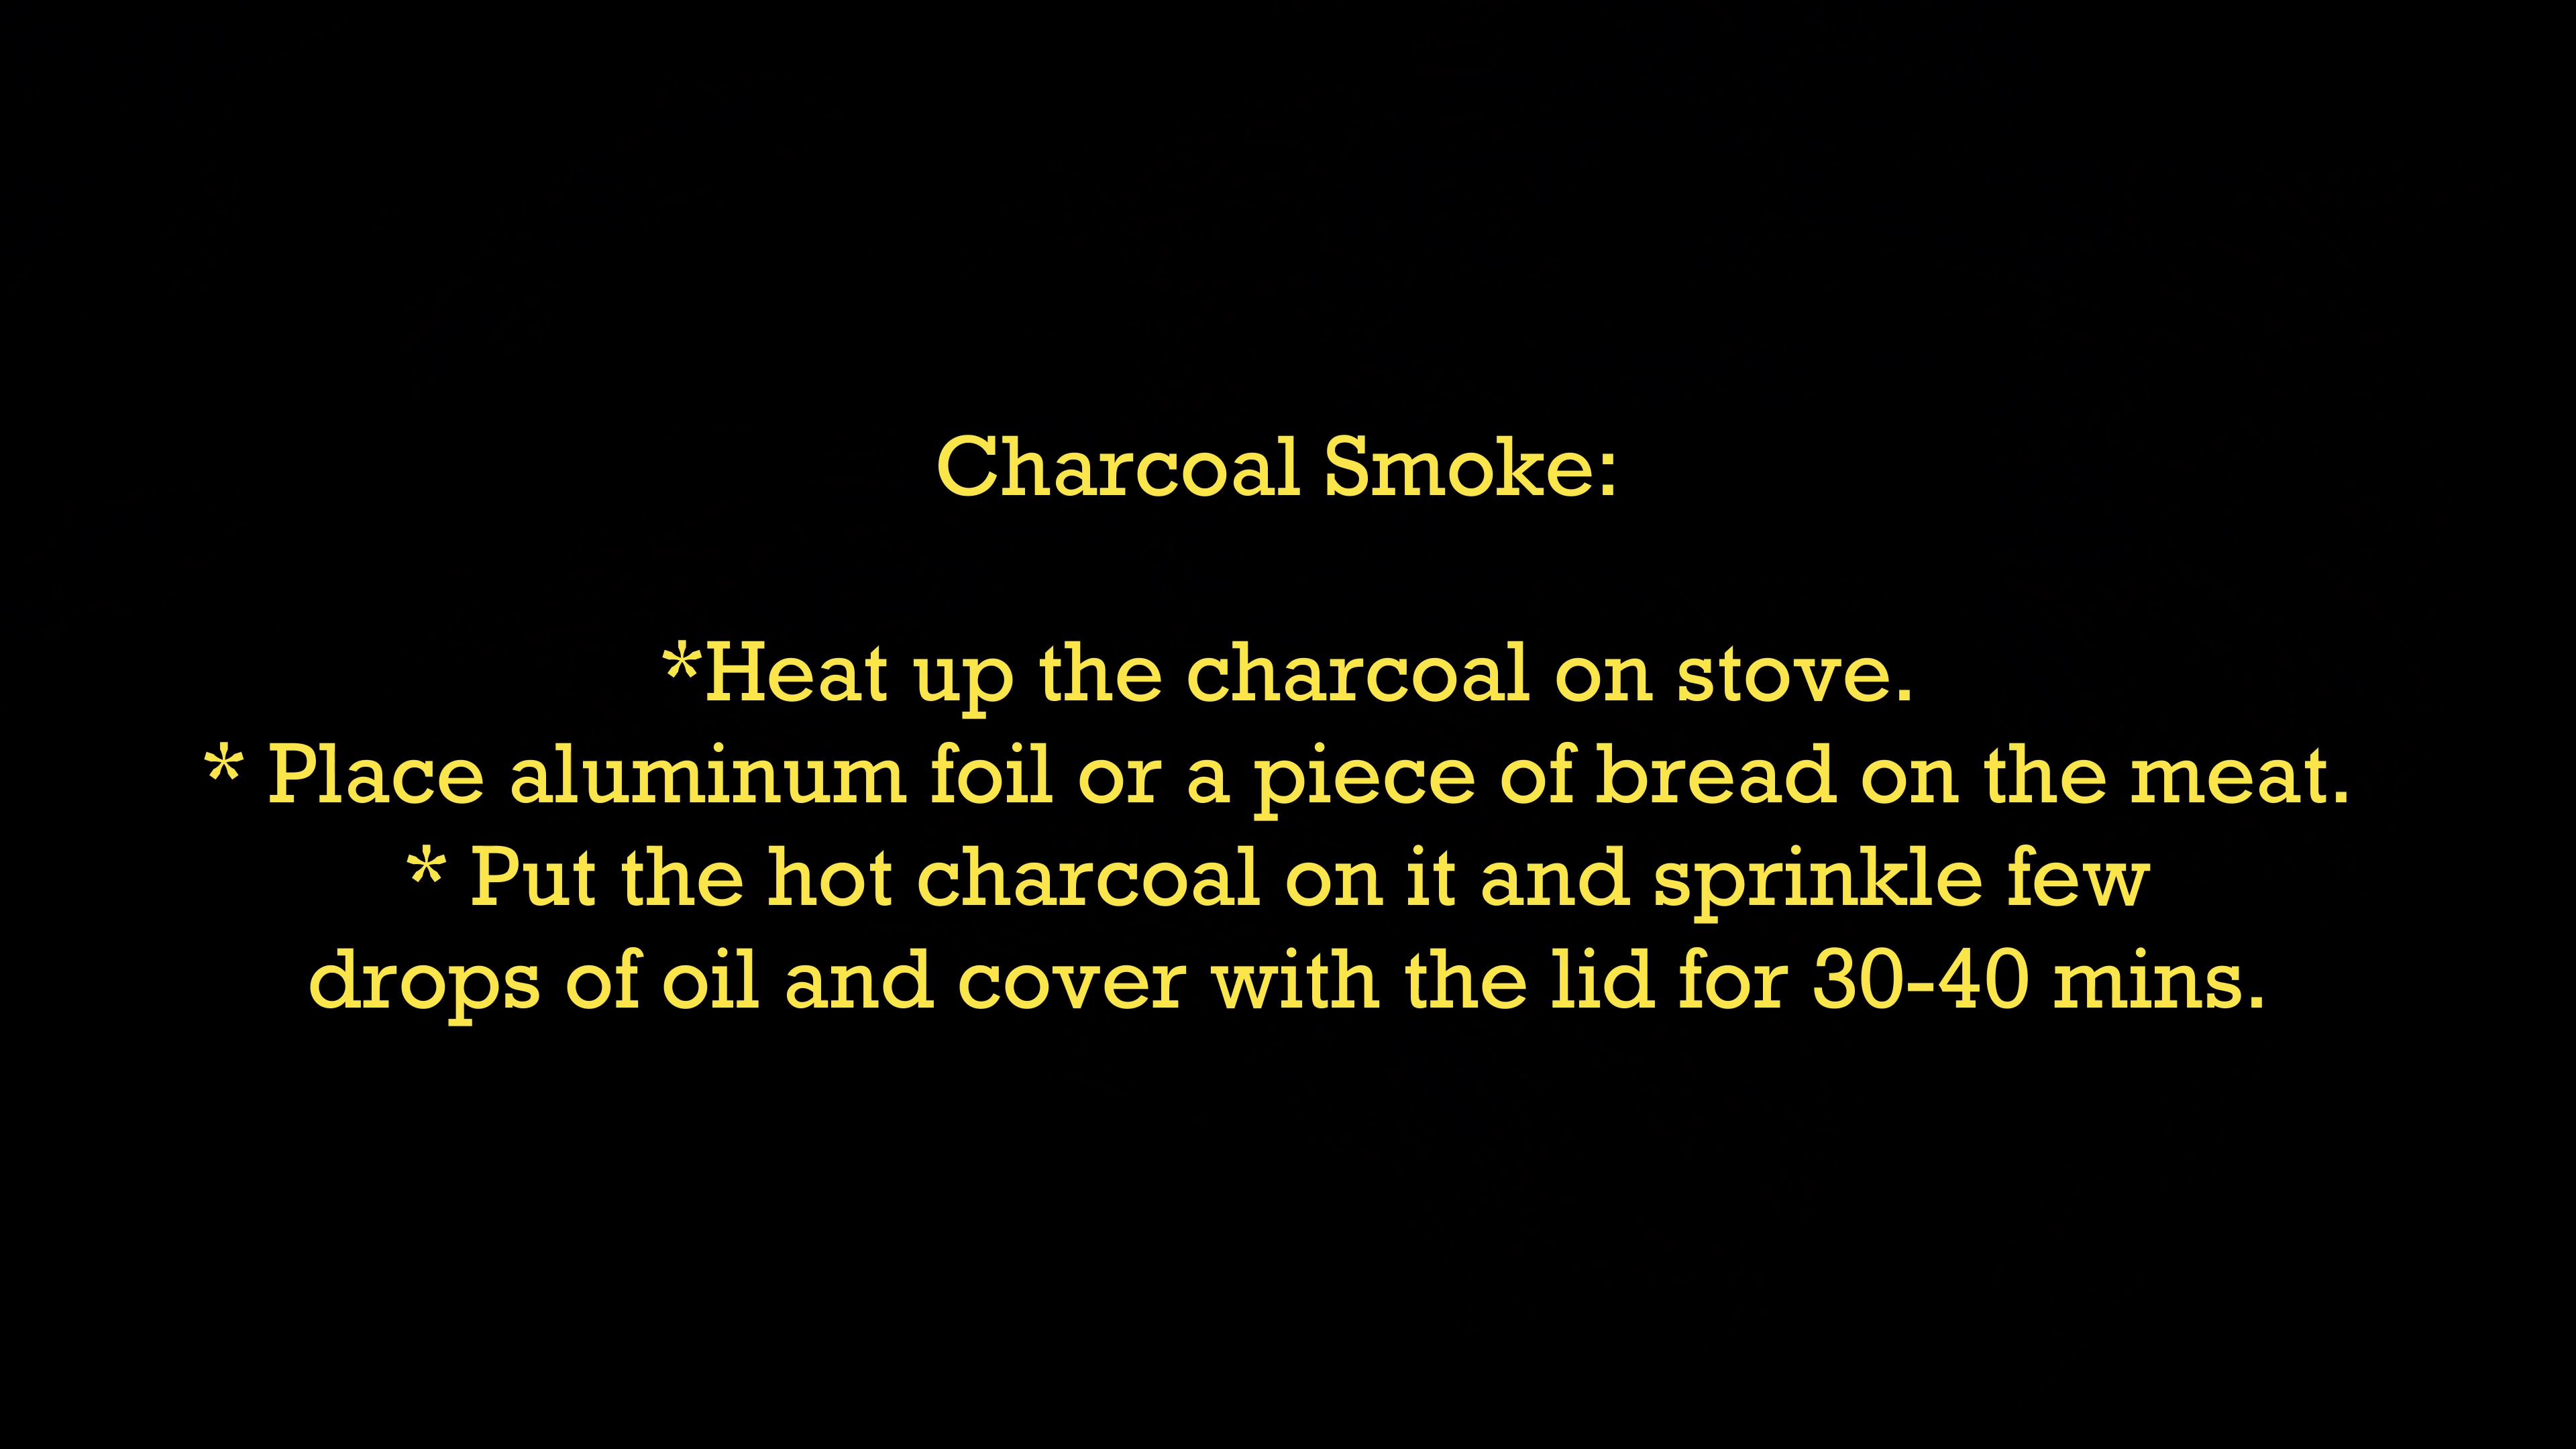 Charcoal Smoke:
*Heat up the charcoal on stove.
* Place aluminum foil or a piece of bread on the meat.
* Put the hot charcoal on it and sprinkle few
drops of oil and cover with the lid for 30-40 mins.